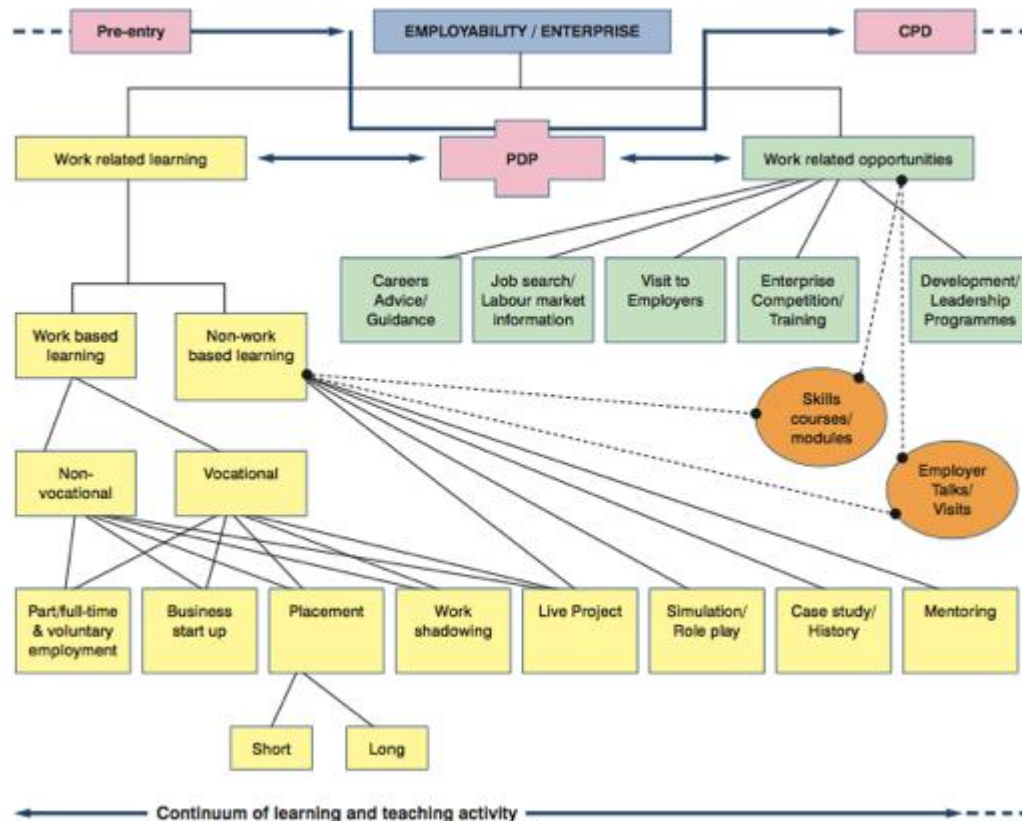 Pre-entry
EMPLOYABILITY / ENTERPRISE
CPD
Work related learning
PDP
Work related opportunities
Careers
Advice/
Guidance
Job search/
Labour market
information
Visit to
Employers
Enterprise
Competition/
Training
Development/
Leadership
Programmes
Work based
learning
Non-work
based learning
Skills
courses/
modules
Non-
vocational
Vocational
Employer
Talks/
Visits
Part/full-time
& voluntary
employment
Business
start up
Placement
Work
shadowing
Live Project
Simulation/
Role play
Case study/
History
Mentoring
Short
Long
Continuum of learning and teaching activity